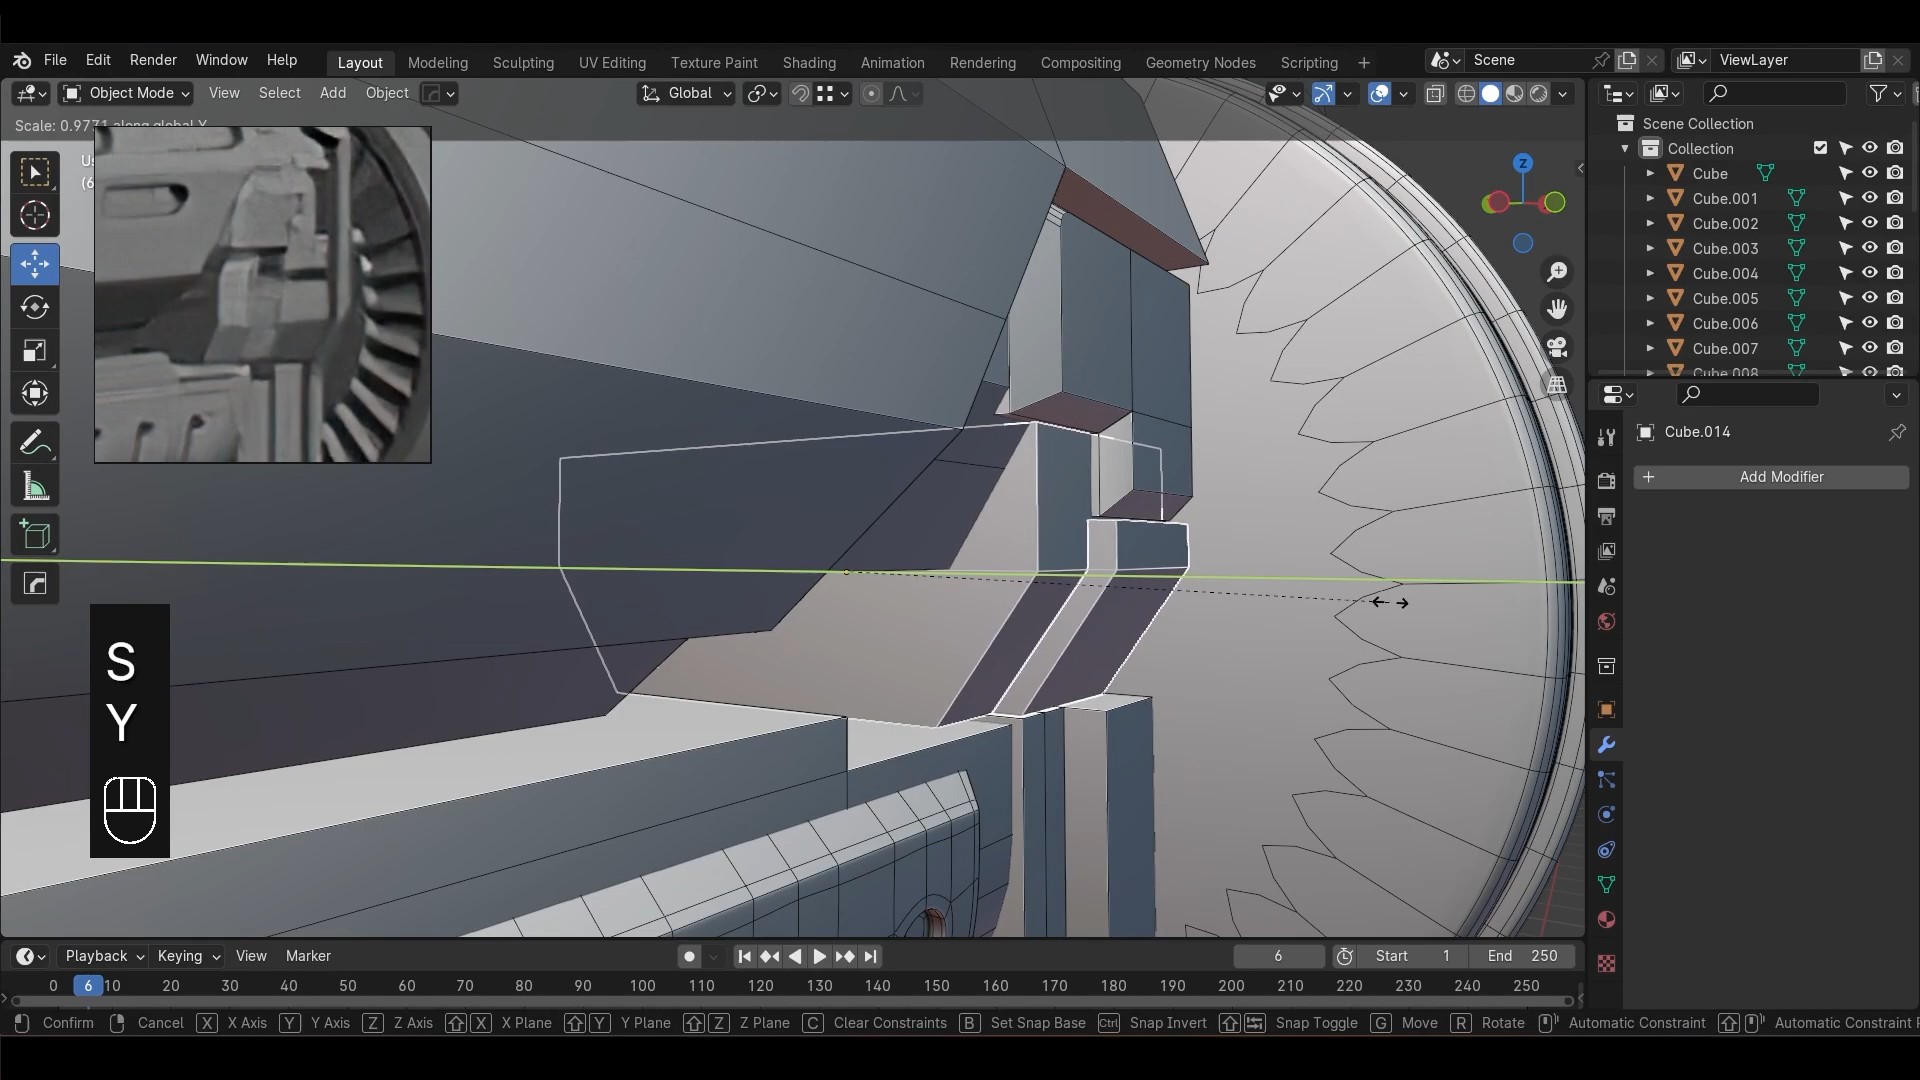 File Edit Render Window Help Layout Modeling Sculpting UV Editing Texture Paint Shading Animation Rendering Compositing Geometry Nodes Scripting + Scene ViewLayer
Object Mode View Select Add Object Global
Scale: 0.9771 along global Y
Us
(6
Z
Scene Collection
Collection
Cube
Cube.001
Cube.002
Cube.003
Cube.004
Cube.005
Cube.006
Cube.007
Cube.008
Cube.014
+ Add Modifier
S
Y
Playback Keying View Marker 6 Start 1 End 250
0 6 10 20 30 40 50 60 70 80 90 100 110 120 130 140 150 160 170 180 190 200 210 220 230 240 250
Confirm Cancel X X Axis Y Y Axis Z Z Axis X X Plane Y Y Plane Z Z Plane C Clear Constraints B Set Snap Base Ctrl Snap Invert Snap Toggle G Move R Rotate Automatic Constraint Automatic Constraint